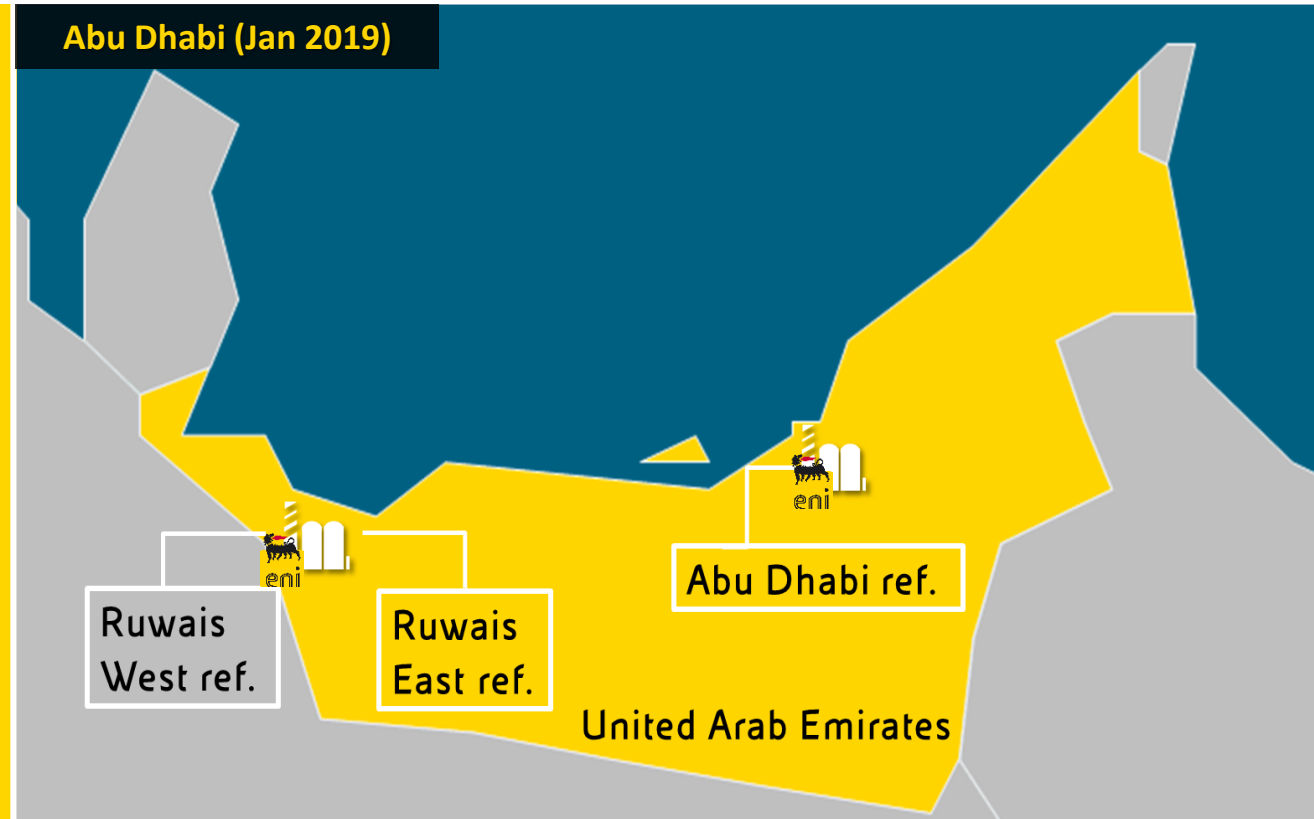 Abu Dhabi (Jan 2019)
eni
Abu Dhabi ref.
eni
Ruwais
West ref.
Ruwais
East ref.
United Arab Emirates